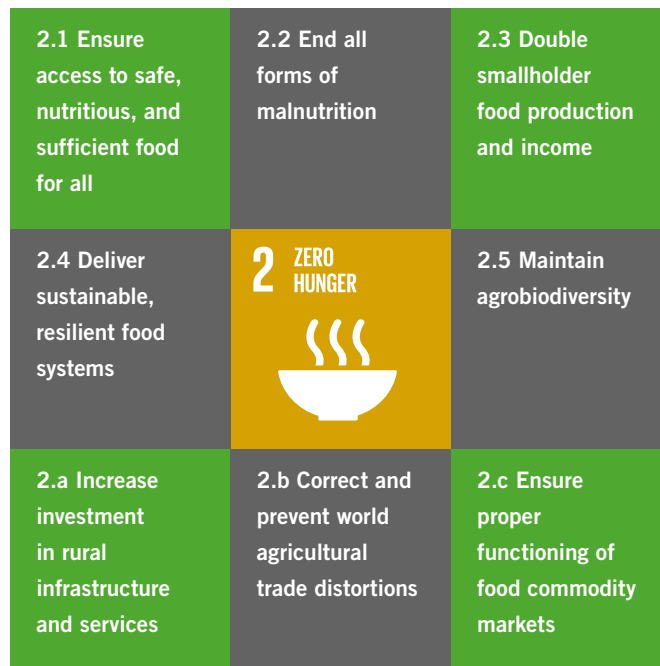 2.1 Ensure
access to safe,
nutritious, and
sufficient food
for all
2.2 End all
forms of
malnutrition
2.3 Double
smallholder
food production
and income
2.4 Deliver
sustainable,
resilient food
systems
2 ZERO
HUNGER
2.5 Maintain
agrobiodiversity
2.a Increase
investment
in rural
infrastructure
and services
2.b Correct and
prevent world
agricultural
trade distortions
2.c Ensure
proper
functioning of
food commodity
markets